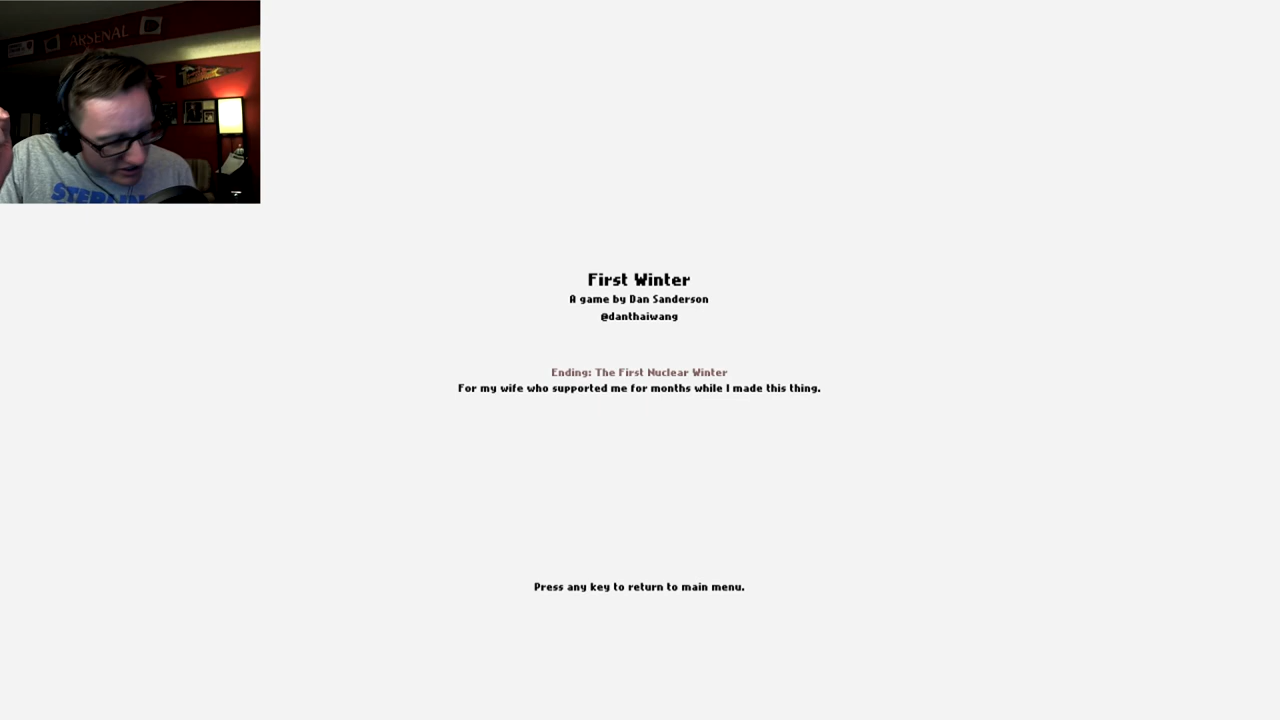 ARSENAL
First Winter
A game by Dan Sanderson
@danthaiwang
Ending: The First Nuclear Winter
For my wife who supported me for months while I made this thing.
Press any key to return to main menu.